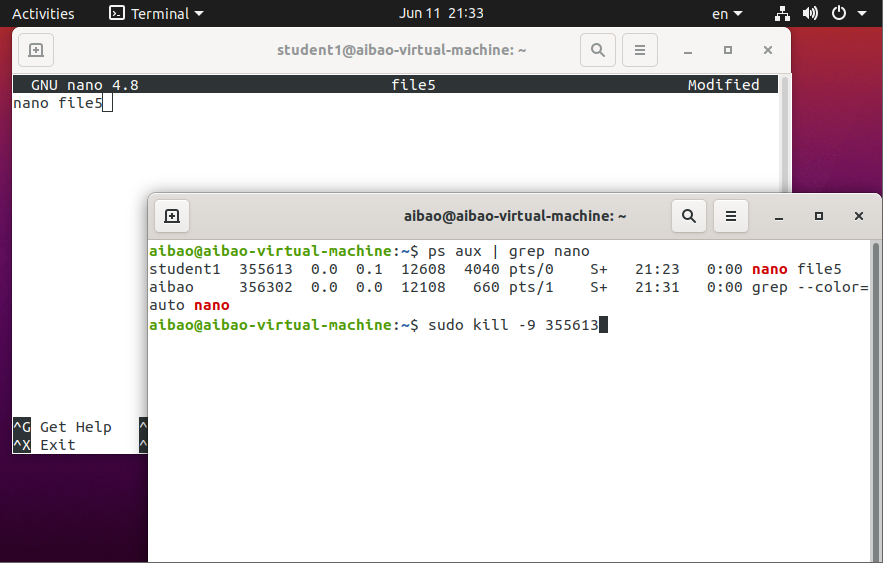 Activities Terminal Jun 11 21:33 en
student1@aibao-virtual-machine: ~
GNU nano 4.8 file5 Modified
nano file5
aibao@aibao-virtual-machine: ~
aibao@aibao-virtual-machine:~$ ps aux | grep nano
student1  355613  0.0  0.1  12608  4040 pts/0    S+   21:23   0:00 nano file5
aibao     356302  0.0  0.0  12108   660 pts/1    S+   21:31   0:00 grep --color=
auto nano
aibao@aibao-virtual-machine:~$ sudo kill -9 355613
^G Get Help ^
^X Exit ^